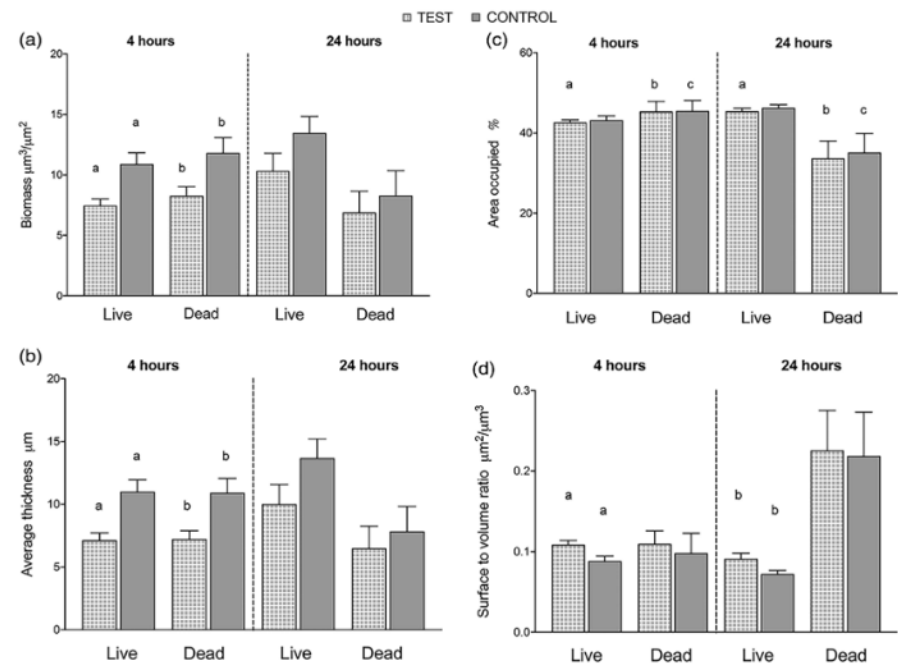 TEST CONTROL
(a)
4 hours 24 hours
20
15
10
5
0
Biomass μm³/μm²
a a b b
Live Dead Live Dead
(c)
4 hours 24 hours
60
40
20
0
Area occupied %
a b c a b c
Live Dead Live Dead
(b)
4 hours 24 hours
20
15
10
5
0
Average thickness μm
a a b b
Live Dead Live Dead
(d)
4 hours 24 hours
0.3
0.2
0.1
0.0
Surface to volume ratio μm²/μm³
a a b b
Live Dead Live Dead